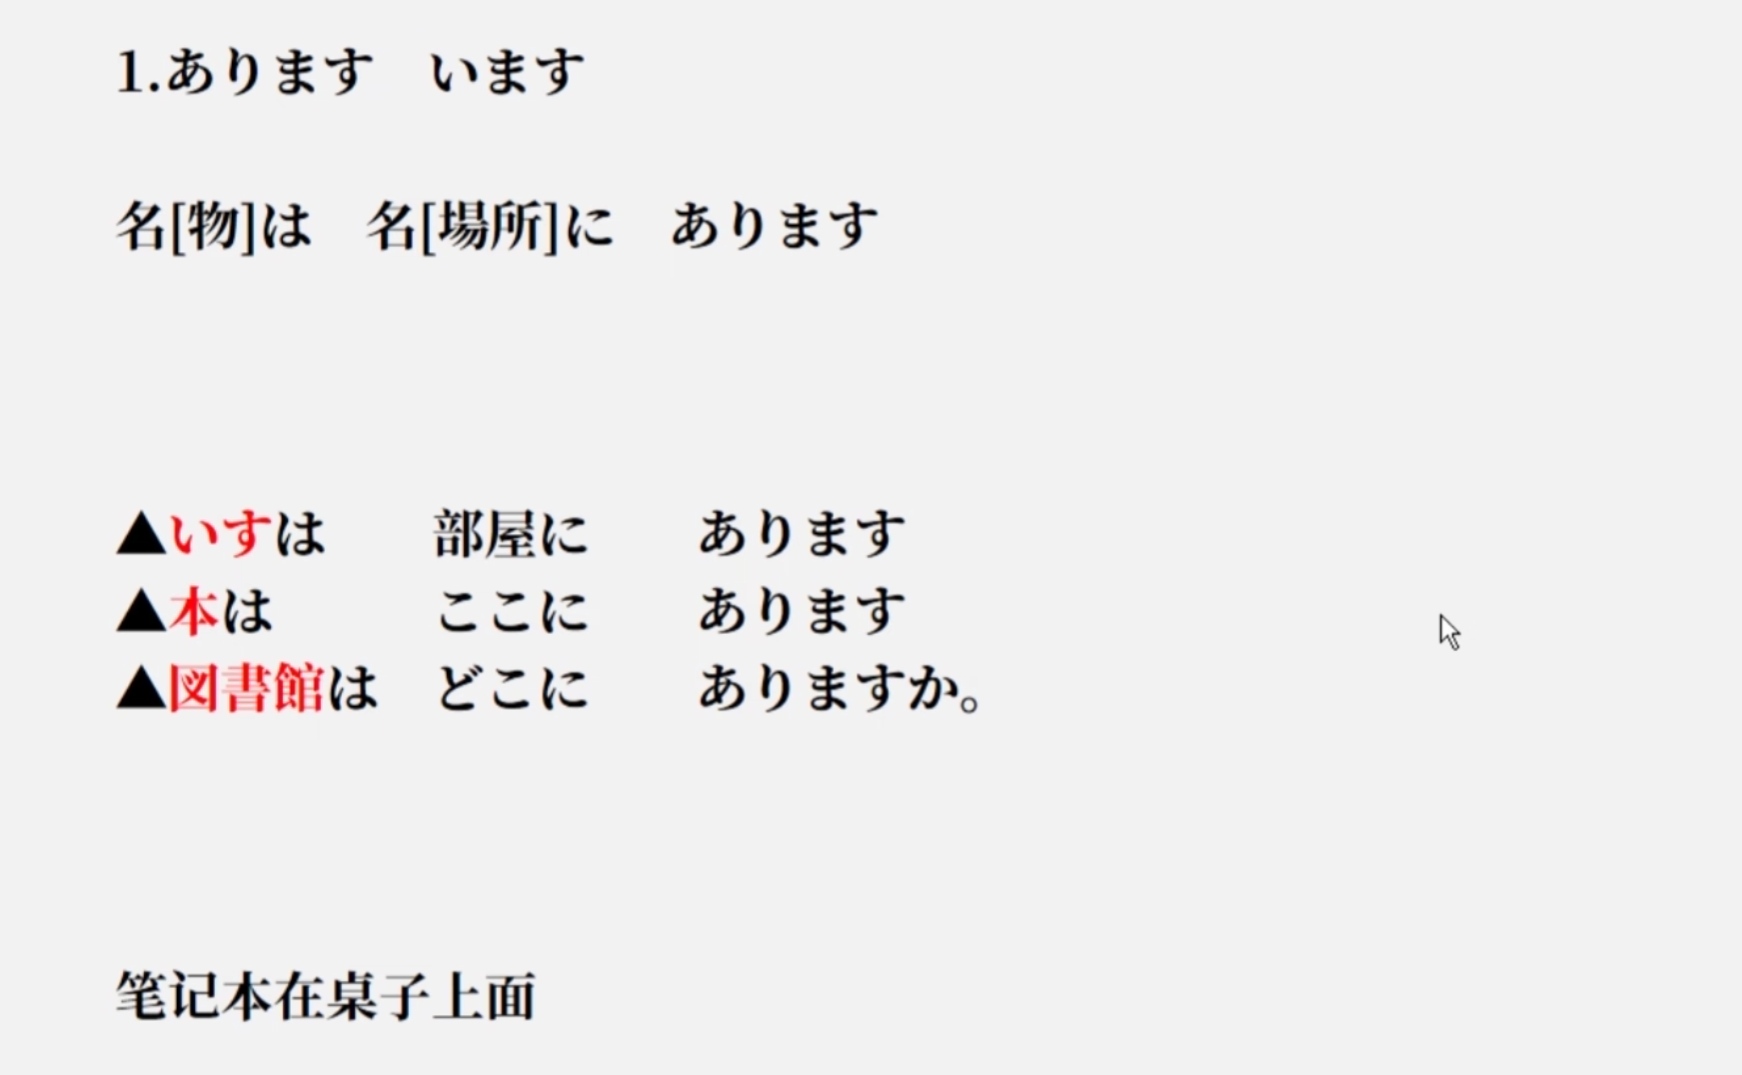 1.あります　います
名[物]は　名[場所]に　あります
▲いすは　　部屋に　　あります
▲本は　　　ここに　　あります
▲図書館は　どこに　　ありますか。
笔记本在桌子上面